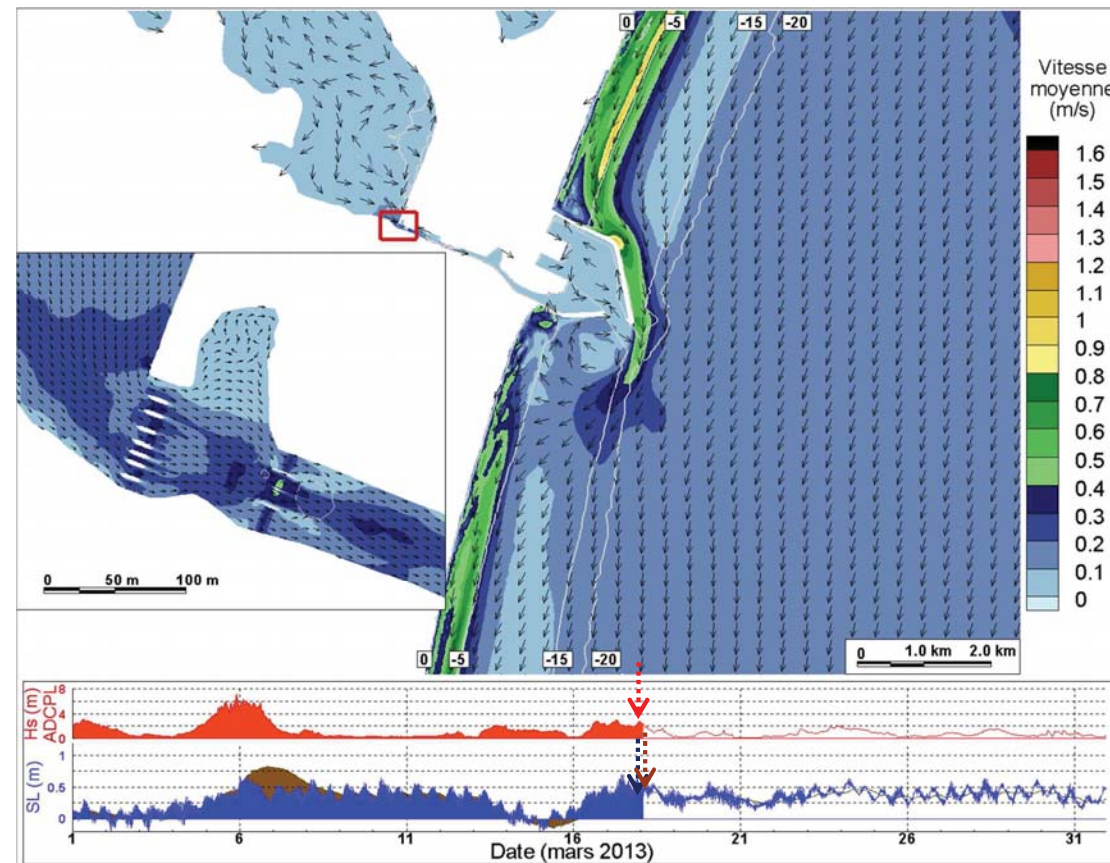 0 -5 -15 -20
Vitesse
moyenne
(m/s)
1.6
1.5
1.4
1.3
1.2
1.1
1
0.9
0.8
0.7
0.6
0.5
0.4
0.3
0.2
0.1
0
0 50 m 100 m
0 -5 -15 -20
0 1.0 km 2.0 km
Hs (m)
ADCPL
8
4
0
SL (m)
1
0.5
0
1 6 11 16 21 26 31
Date (mars 2013)